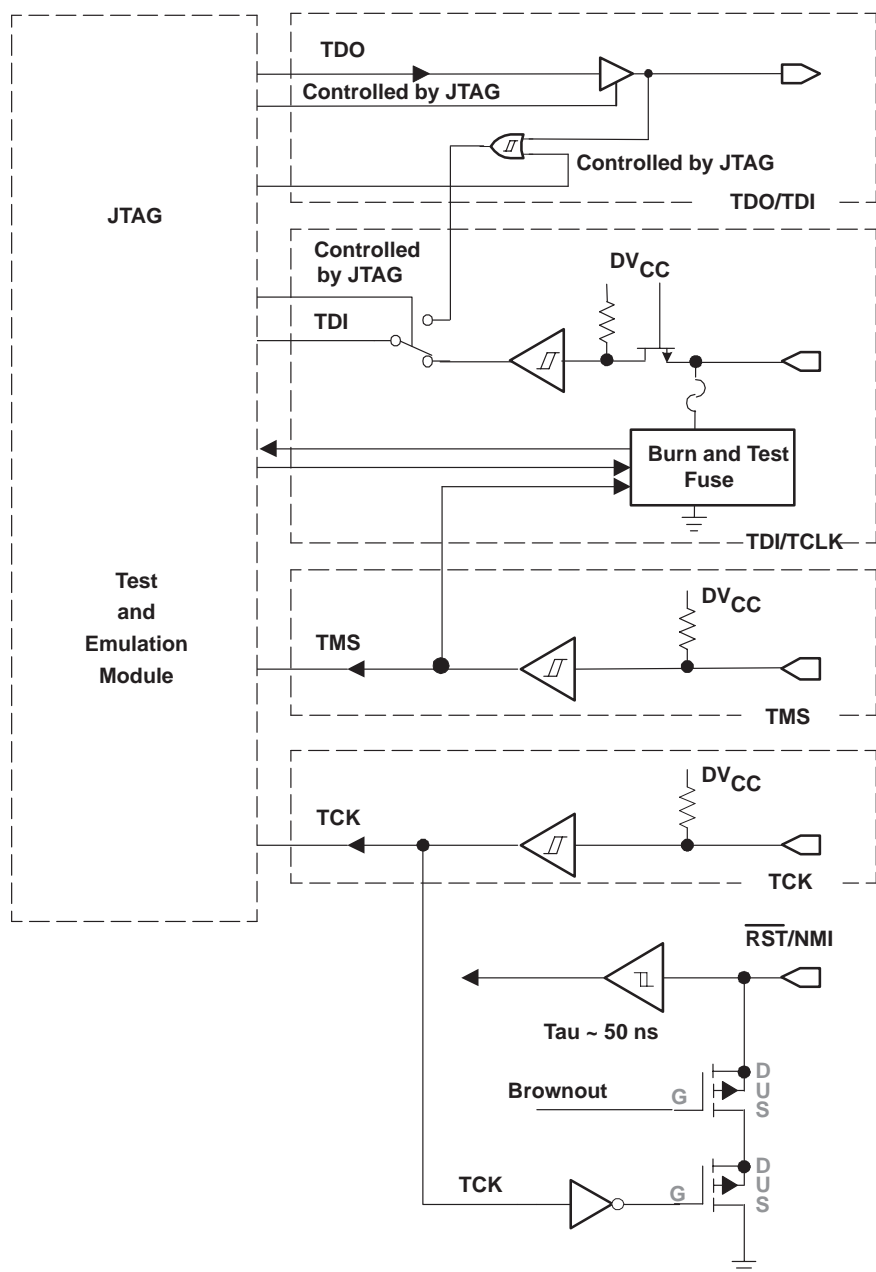 TDO
Controlled by JTAG
Controlled by JTAG
TDO/TDI
JTAG
Controlled
by JTAG
TDI
DVCC
Burn and Test
Fuse
TDI/TCLK
Test
and
Emulation
Module
TMS
DVCC
TMS
TCK
DVCC
TCK
RST/NMI
Tau ~ 50 ns
Brownout
G
D
U
S
TCK
G
D
U
S